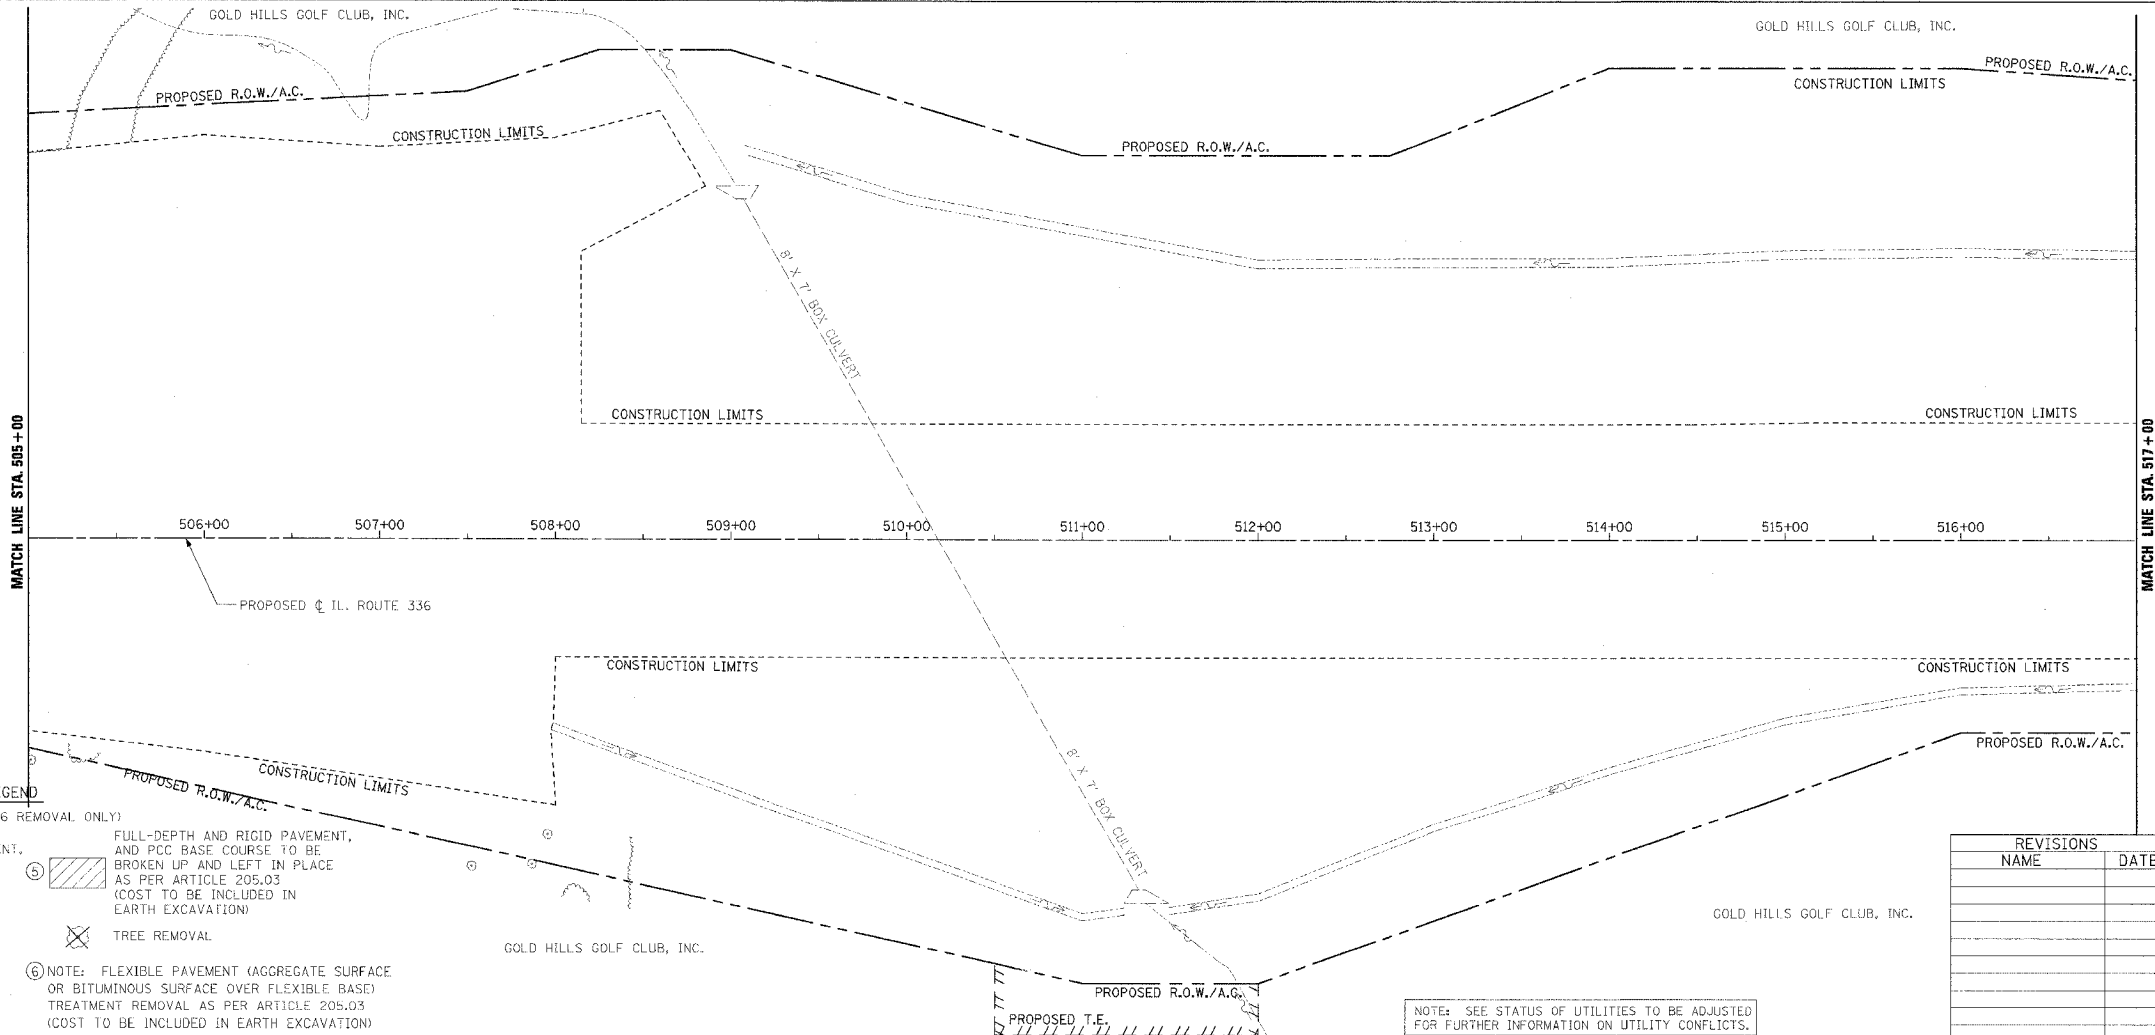 GOLD HILLS GOLF CLUB, INC.
GOLD HILLS GOLF CLUB, INC.
PROPOSED R.O.W./A.C.
PROPOSED R.O.W./A.C.
CONSTRUCTION LIMITS
CONSTRUCTION LIMITS
PROPOSED R.O.W./A.C.
8' X 7' BOX CULVERT
CONSTRUCTION LIMITS
CONSTRUCTION LIMITS
MATCH LINE STA. 505+00
MATCH LINE STA. 517+00
506+00
507+00
508+00
509+00
510+00
511+00
512+00
513+00
514+00
515+00
516+00
PROPOSED ℄ IL. ROUTE 336
CONSTRUCTION LIMITS
CONSTRUCTION LIMITS
PROPOSED R.O.W./A.C.
CONSTRUCTION LIMITS
PROPOSED R.O.W./A.C.
8' X 7' BOX CULVERT
GEND
6 REMOVAL ONLY)
ENT,
5
FULL-DEPTH AND RIGID PAVEMENT,
AND PCC BASE COURSE TO BE
BROKEN UP AND LEFT IN PLACE
AS PER ARTICLE 205.03
(COST TO BE INCLUDED IN
EARTH EXCAVATION)
TREE REMOVAL
6 NOTE: FLEXIBLE PAVEMENT (AGGREGATE SURFACE
OR BITUMINOUS SURFACE OVER FLEXIBLE BASE)
TREATMENT REMOVAL AS PER ARTICLE 205.03
(COST TO BE INCLUDED IN EARTH EXCAVATION)
GOLD HILLS GOLF CLUB, INC.
PROPOSED R.O.W./A.C.
PROPOSED T.E.
GOLD HILLS GOLF CLUB, INC.
NOTE: SEE STATUS OF UTILITIES TO BE ADJUSTED
FOR FURTHER INFORMATION ON UTILITY CONFLICTS.
REVISIONS
NAME DATE